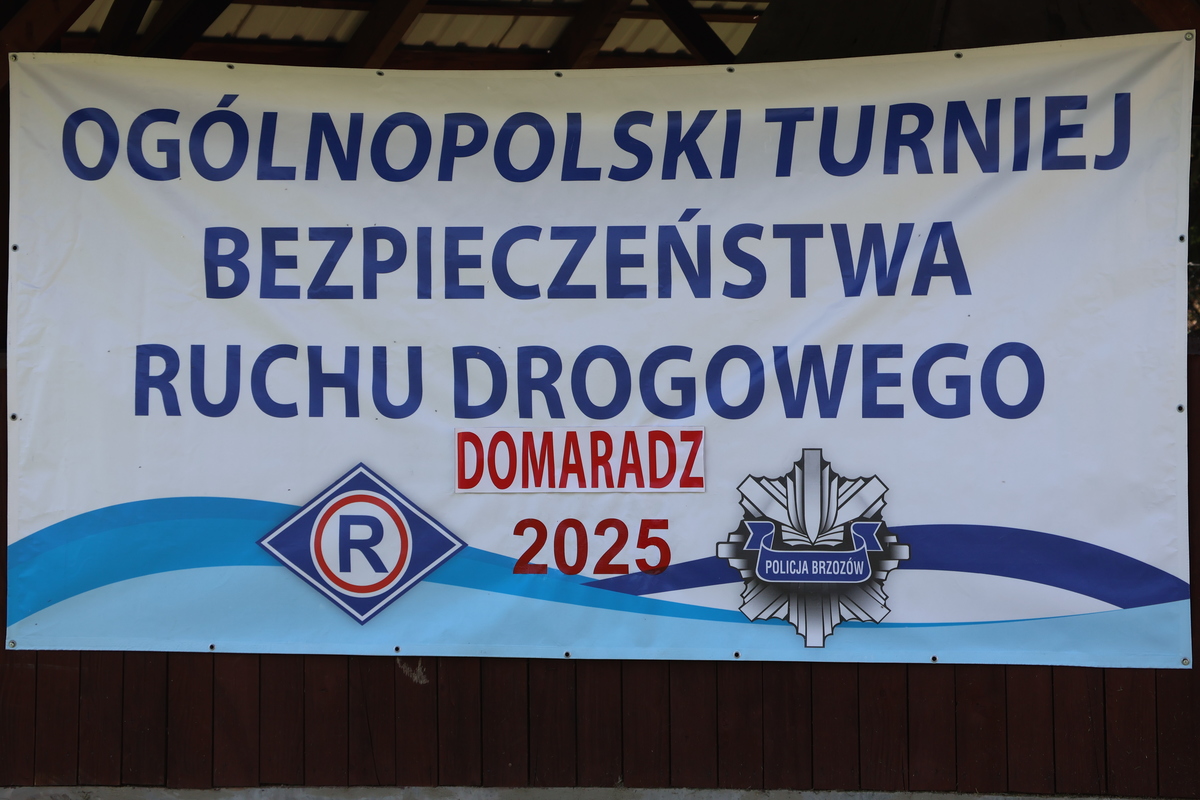 OGÓLNOPOLSKI TURNIEJ
BEZPIECZEŃSTWA
RUCHU DROGOWEGO
DOMARADZ
2025
R
POLICJA BRZOZÓW